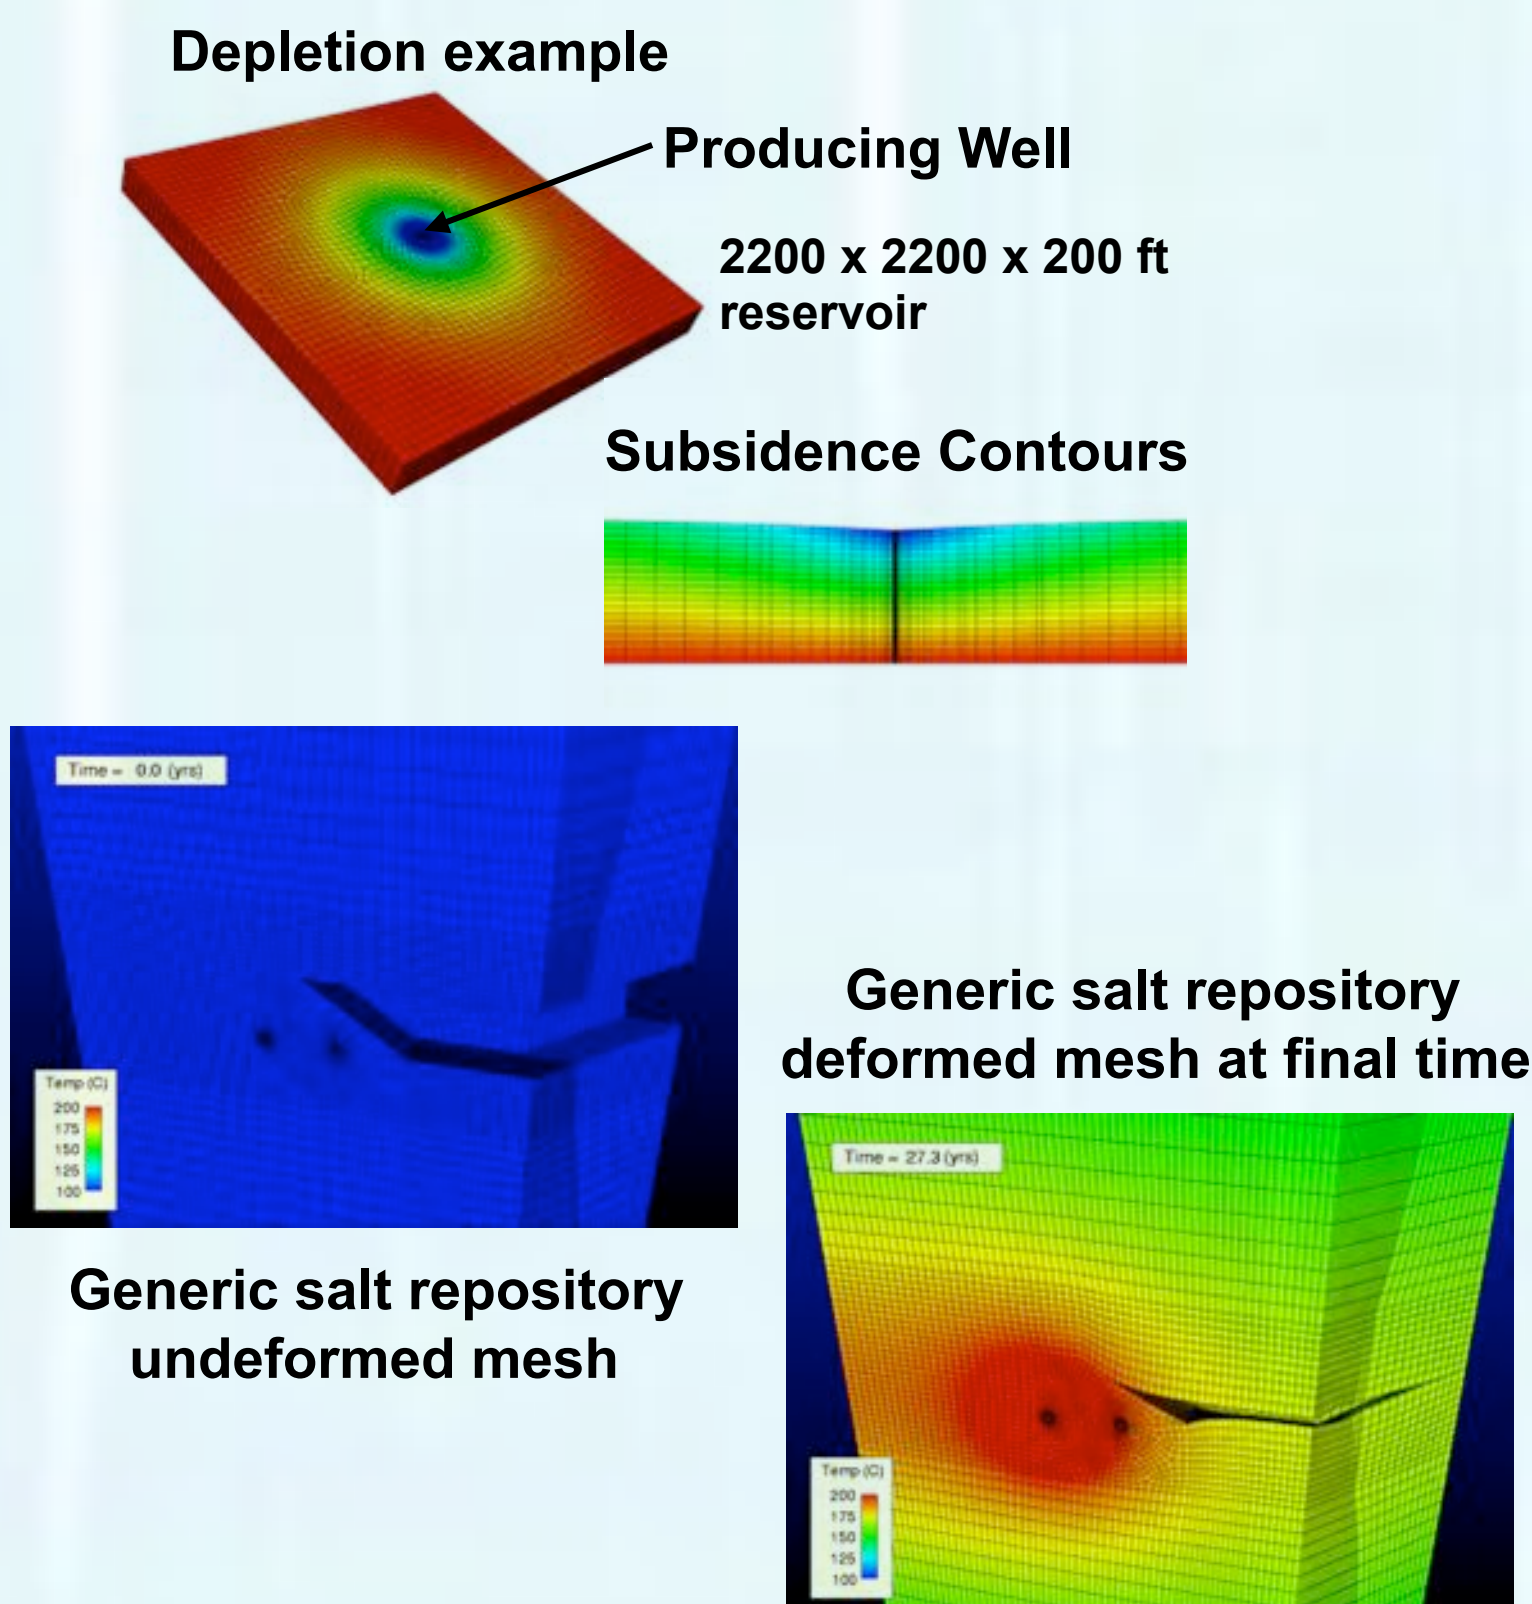 Depletion example
Producing Well
2200 x 2200 x 200 ft
reservoir
Subsidence Contours
Time = 0.0 (yrs)
Temp (C)
200
175
150
125
100
Generic salt repository
undeformed mesh
Generic salt repository
deformed mesh at final time
Time = 27.3 (yrs)
Temp (C)
200
175
150
125
100